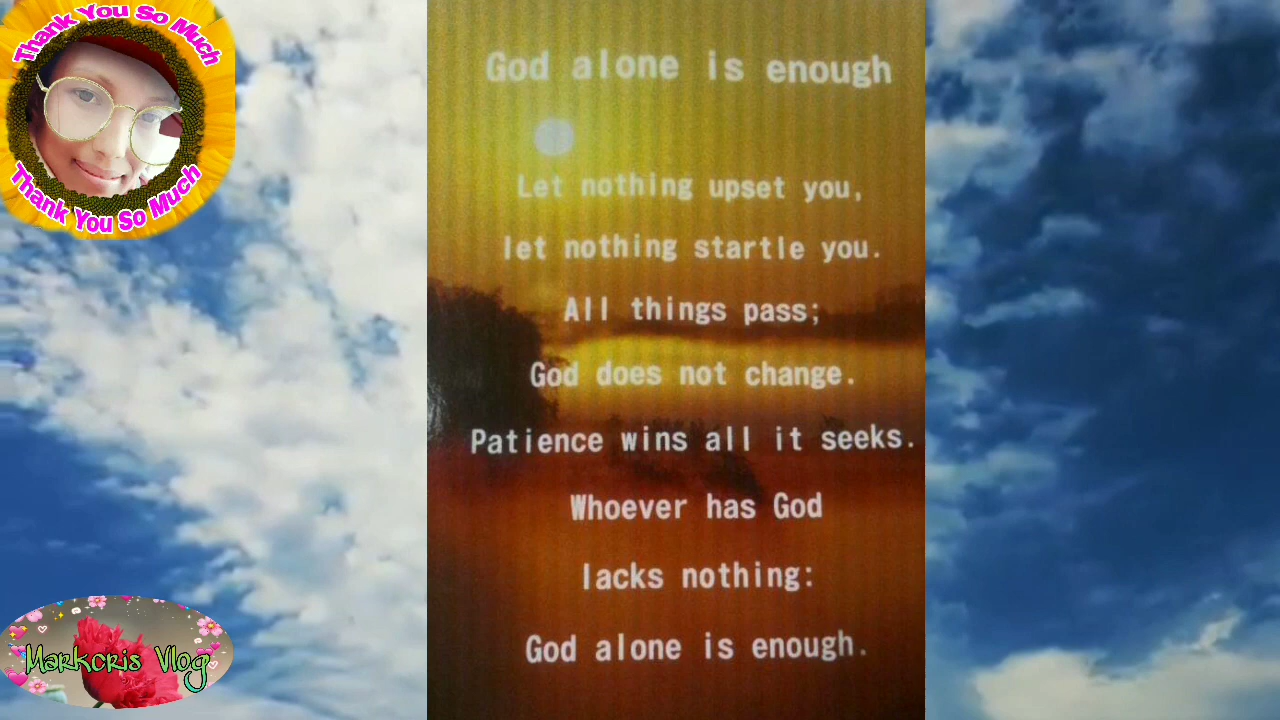 Thank You So Much
Thank You So Much
God alone is enough
Let nothing upset you,
let nothing startle you.
All things pass;
God does not change.
Patience wins all it seeks.
Whoever has God
lacks nothing:
God alone is enough.
Markcris Vlog